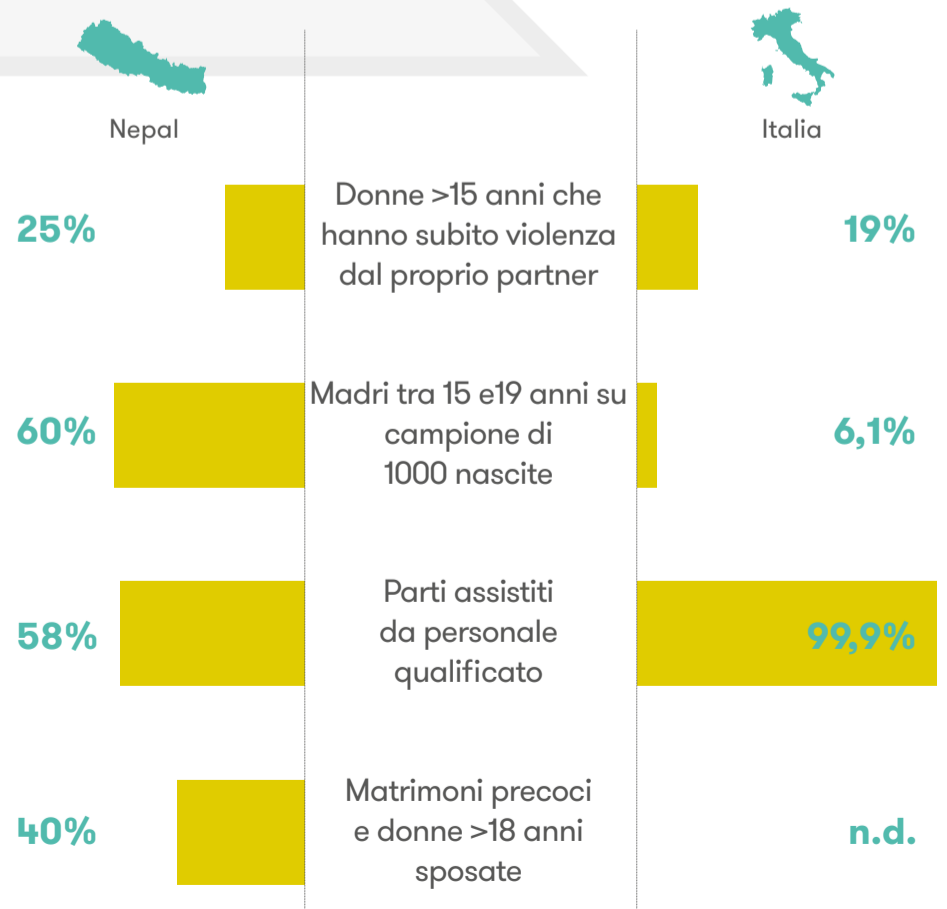 Nepal
Italia
25%
Donne >15 anni che
hanno subito violenza
dal proprio partner
19%
60%
Madri tra 15 e19 anni su
campione di
1000 nascite
6,1%
58%
Parti assistiti
da personale
qualificato
99,9%
40%
Matrimoni precoci
e donne >18 anni
sposate
n.d.